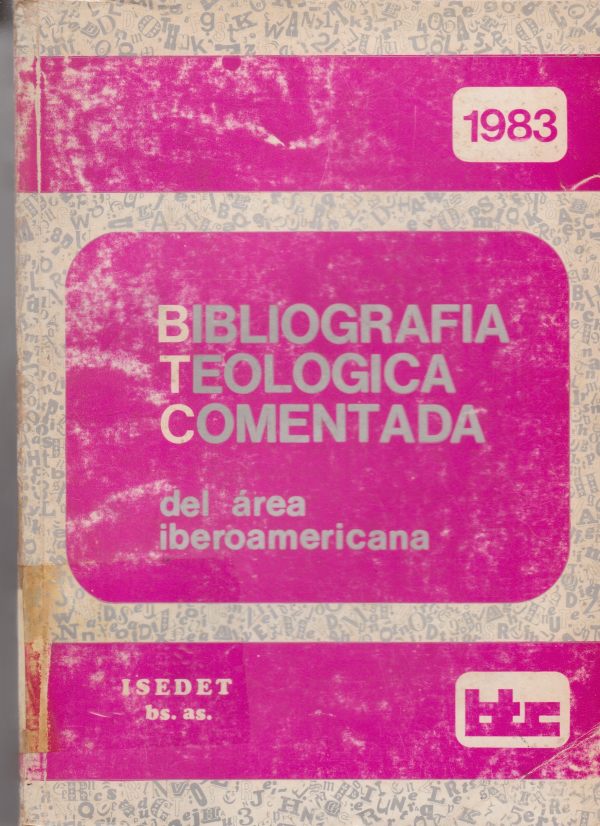 1983
BIBLIOGRAFIA
TEOLOGICA
COMENTADA
del área
iberoamericana
ISEDET
bs. as.
btc